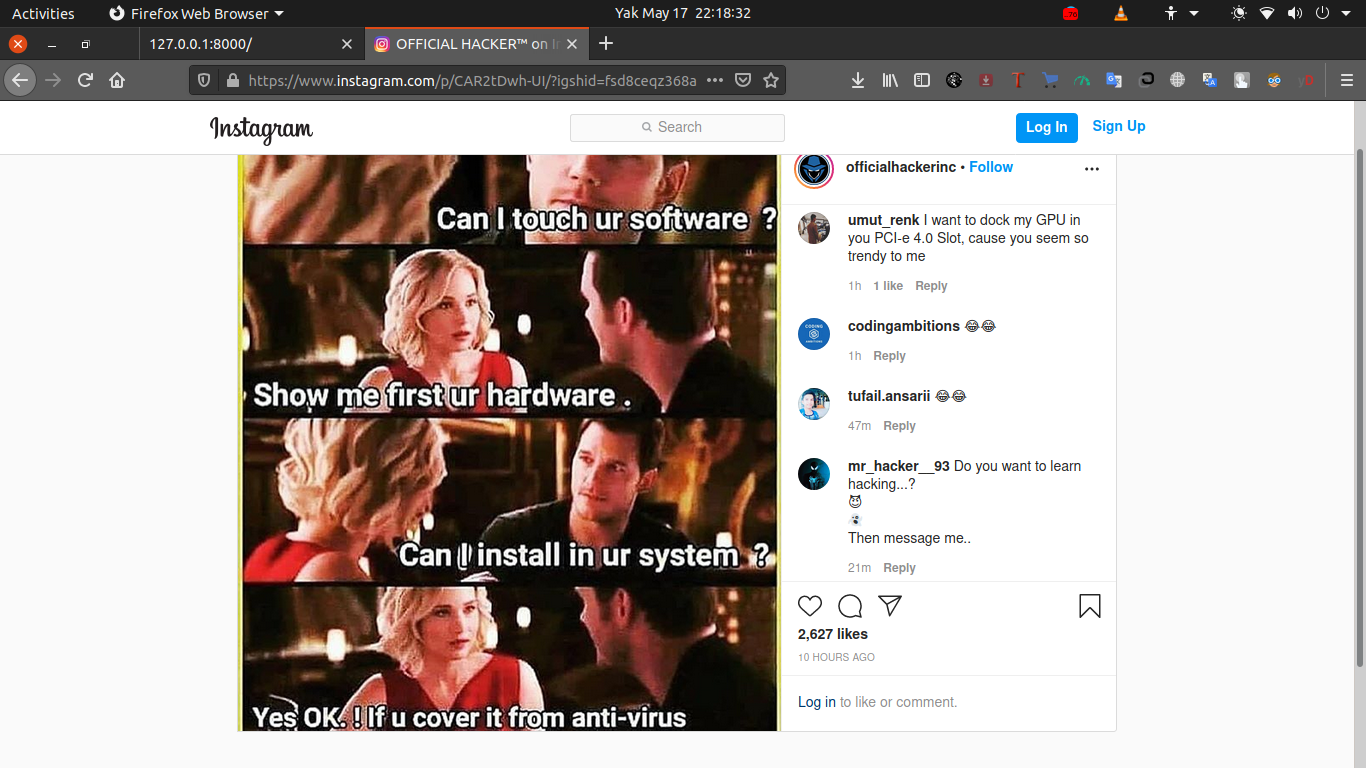 Activities
Firefox Web Browser
Yak May 17 22:18:32
127.0.0.1:8000/
OFFICIAL HACKER™ on I
https://www.instagram.com/p/CAR2tDwh-UI/?igshid=fsd8ceqz368a
Instagram
Search
Log In
Sign Up
Can I touch ur software ?
Show me first ur hardware .
Can I install in ur system ?
Yes OK. ! If u cover it from anti-virus
officialhackerinc • Follow
umut_renk I want to dock my GPU in
you PCI-e 4.0 Slot, cause you seem so
trendy to me
1h 1 like Reply
codingambitions 😂😂
1h Reply
tufail.ansarii 😂😂
47m Reply
mr_hacker__93 Do you want to learn
hacking...?
😈
Then message me..
21m Reply
2,627 likes
10 HOURS AGO
Log in to like or comment.